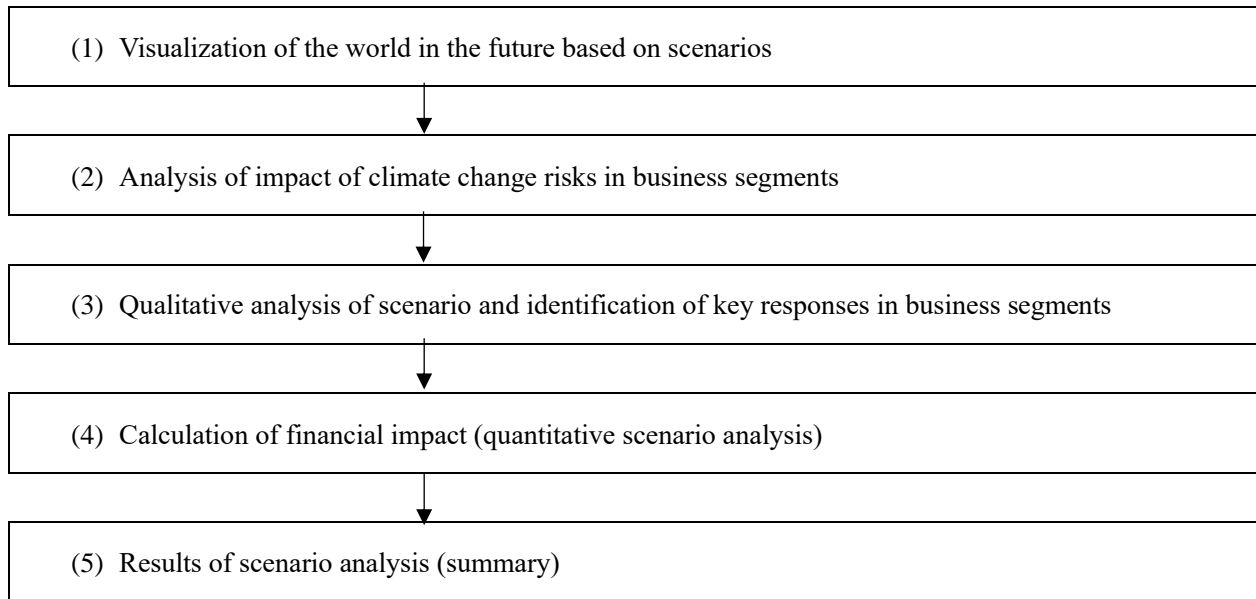 (1) Visualization of the world in the future based on scenarios
(2) Analysis of impact of climate change risks in business segments
(3) Qualitative analysis of scenario and identification of key responses in business segments
(4) Calculation of financial impact (quantitative scenario analysis)
(5) Results of scenario analysis (summary)